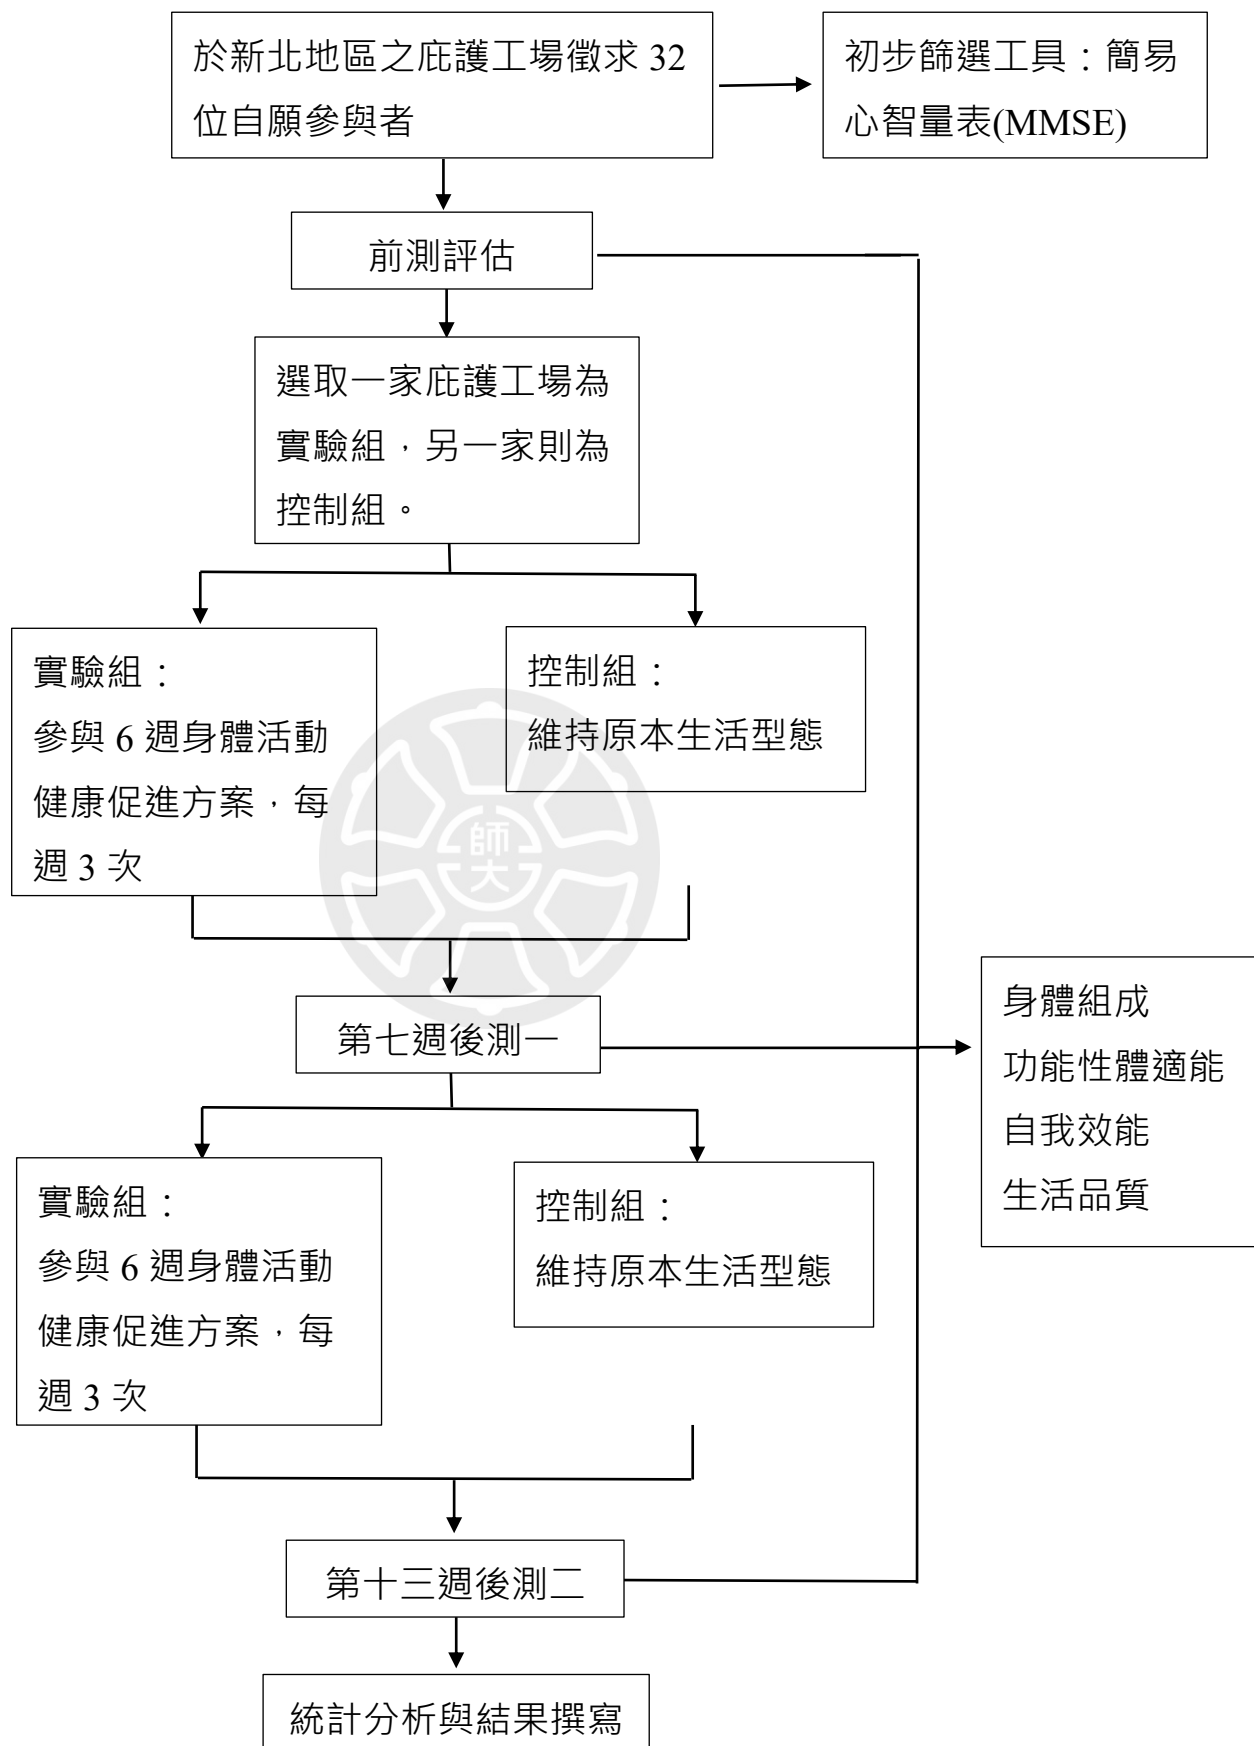 於新北地區之庇護工場徵求 32
位自願參與者
初步篩選工具：簡易
心智量表(MMSE)
前測評估
選取一家庇護工場為
實驗組，另一家則為
控制組。
實驗組：
參與 6 週身體活動
健康促進方案，每
週 3 次
控制組：
維持原本生活型態
師大
第七週後測一
身體組成
功能性體適能
自我效能
生活品質
實驗組：
參與 6 週身體活動
健康促進方案，每
週 3 次
控制組：
維持原本生活型態
第十三週後測二
統計分析與結果撰寫